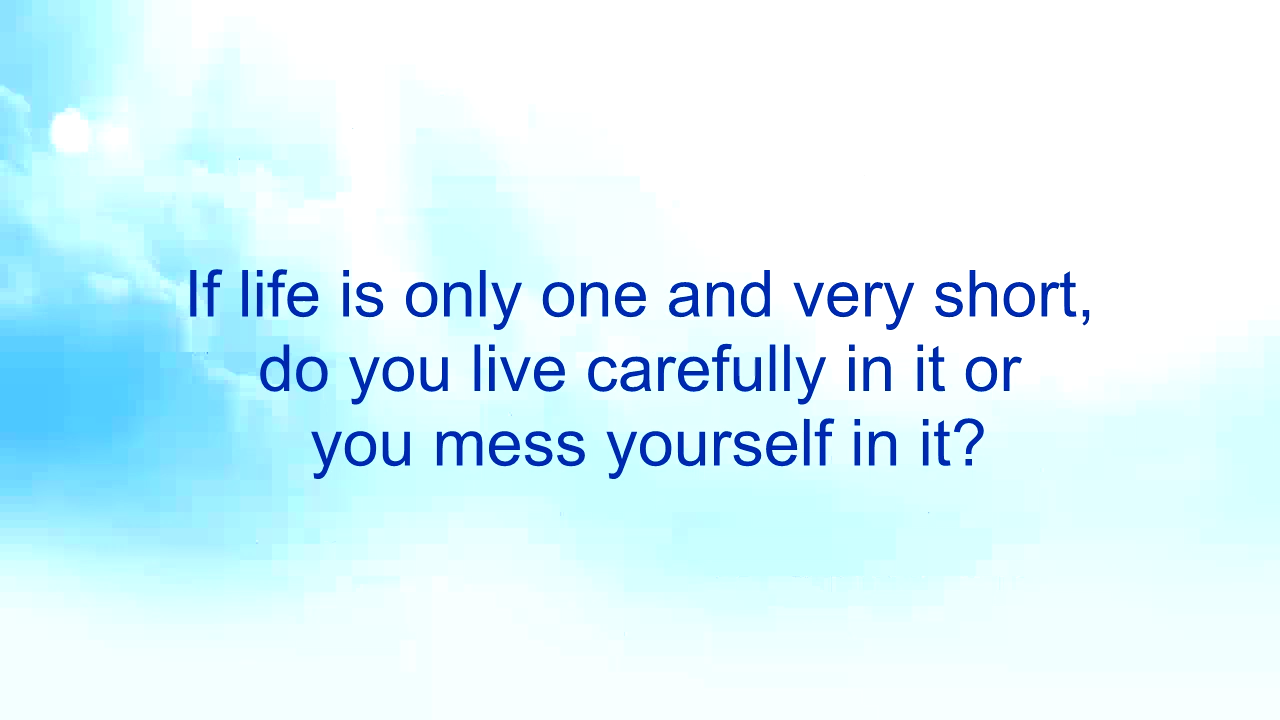 If life is only one and very short,
do you live carefully in it or
you mess yourself in it?